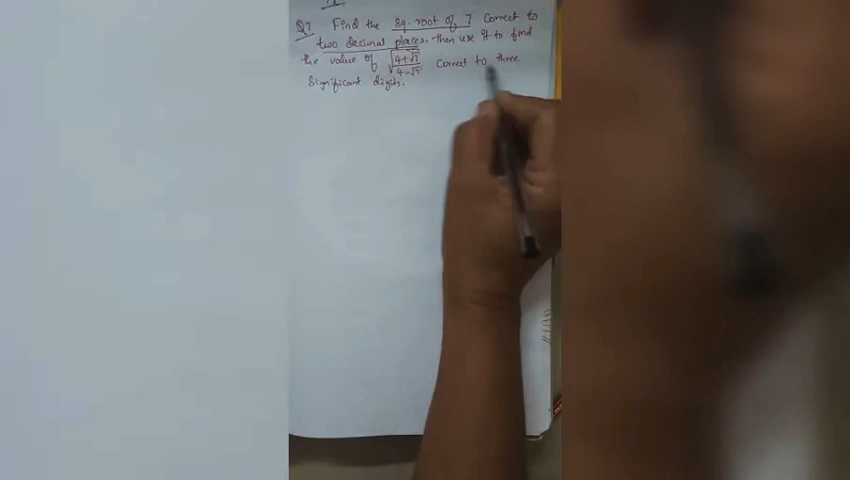 Q7 Find the sq. root of 7 correct to
two decimal places. Then use it to find
the value of √((4+√7)/(4-√7)) correct to three
significant digits.